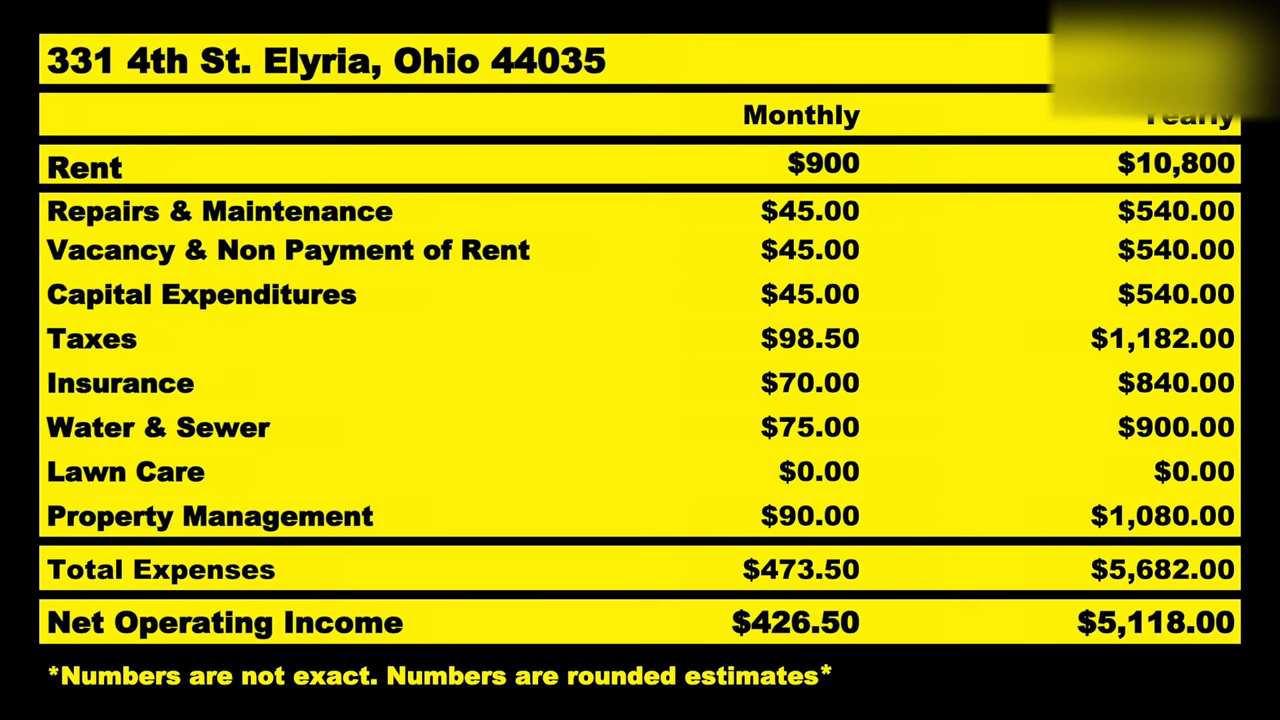 331 4th St. Elyria, Ohio 44035
Monthly Yearly
Rent $900 $10,800
Repairs & Maintenance $45.00 $540.00
Vacancy & Non Payment of Rent $45.00 $540.00
Capital Expenditures $45.00 $540.00
Taxes $98.50 $1,182.00
Insurance $70.00 $840.00
Water & Sewer $75.00 $900.00
Lawn Care $0.00 $0.00
Property Management $90.00 $1,080.00
Total Expenses $473.50 $5,682.00
Net Operating Income $426.50 $5,118.00
*Numbers are not exact. Numbers are rounded estimates*